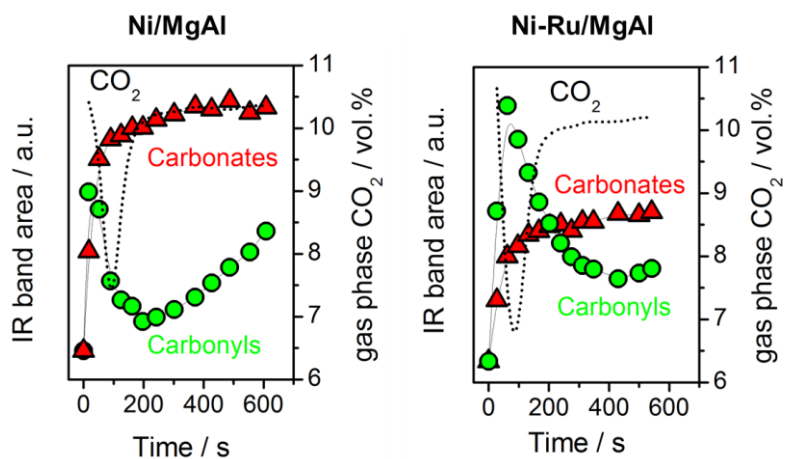 Ni/MgAl
IR band area / a.u.
CO2
Carbonates
Carbonyls
11
10
9
8
7
6
gas phase CO2 / vol.%
0 200 400 600
Time / s
Ni-Ru/MgAl
IR band area / a.u.
CO2
Carbonates
Carbonyls
11
10
9
8
7
6
gas phase CO2 / vol.%
0 200 400 600
Time / s